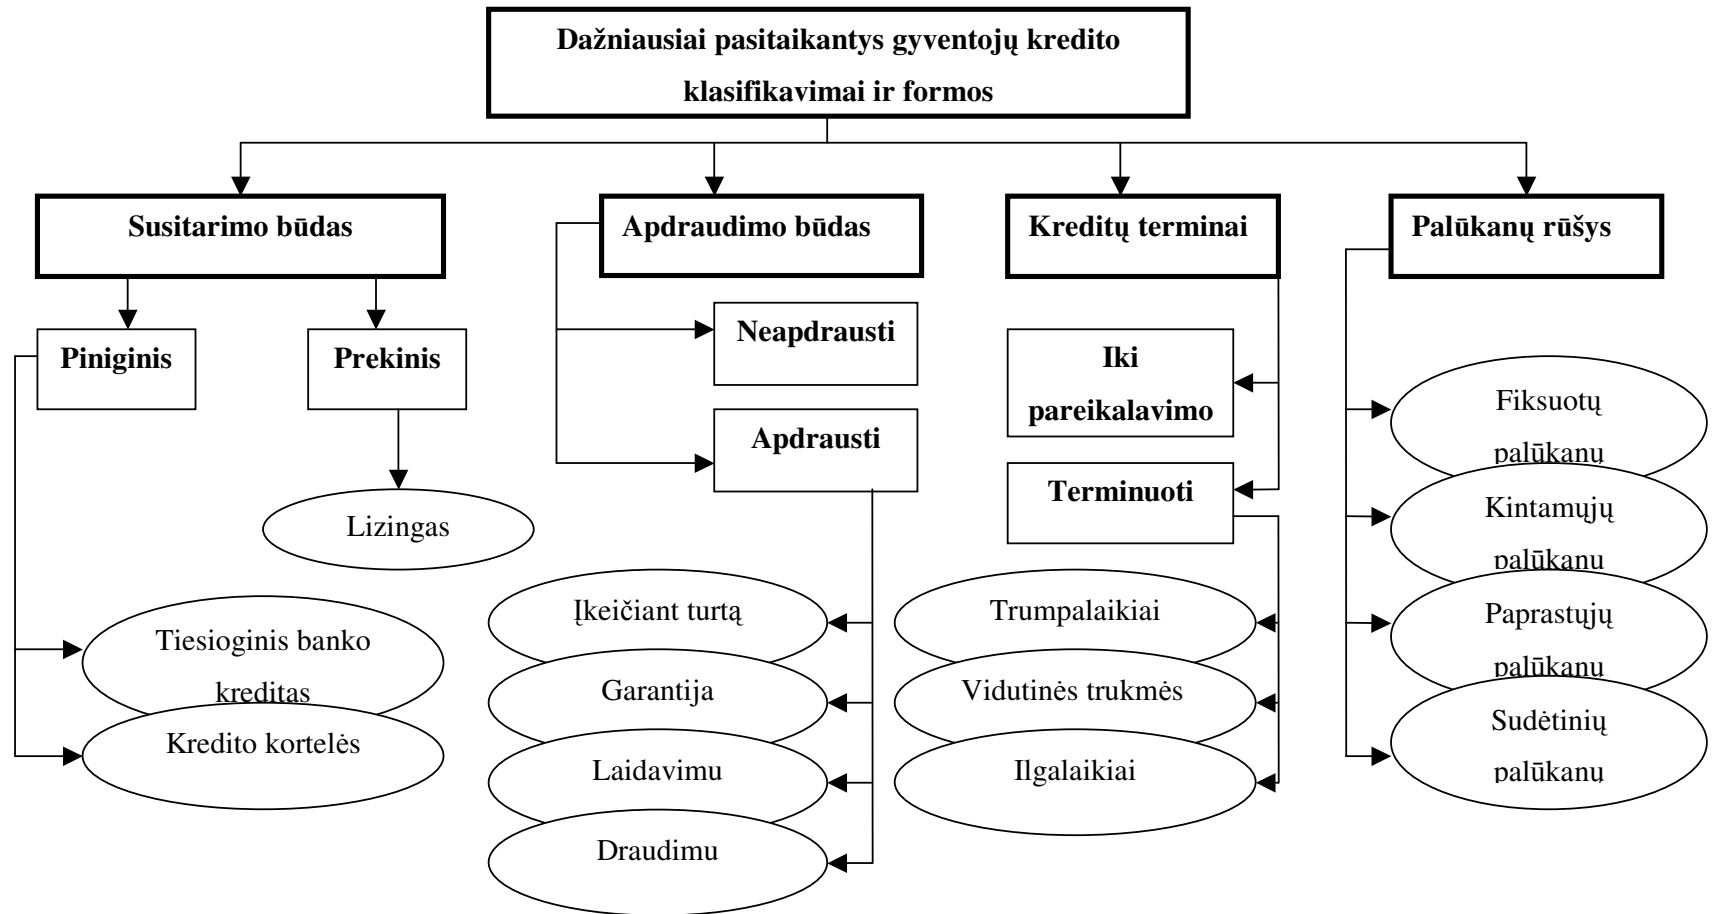 Dažniausiai pasitaikantys gyventojų kredito
klasifikavimai ir formos
Susitarimo būdas
Apdraudimo būdas
Kreditų terminai
Palūkanų rūšys
Piniginis
Prekinis
Neapdrausti
Apdrausti
Iki
pareikalavimo
Terminuoti
Lizingas
Tiesioginis banko
kreditas
Kredito kortelės
Įkeičiant turtą
Garantija
Laidavimu
Draudimu
Trumpalaikiai
Vidutinės trukmės
Ilgalaikiai
Fiksuotų
palūkanų
Kintamųjų
palūkanų
Paprastųjų
palūkanų
Sudėtinių
palūkanų